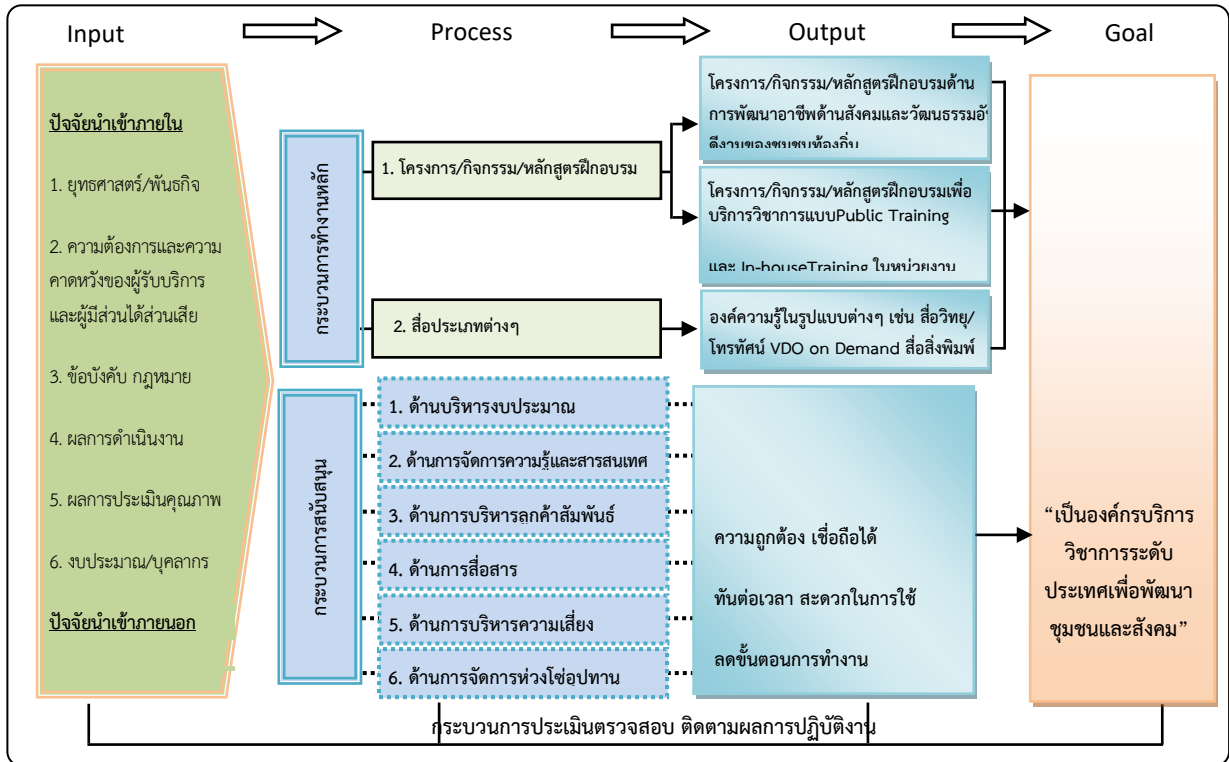 Input
Process
Output
Goal
ปัจจัยนำเข้าภายใน
1. ยุทธศาสตร์/พันธกิจ
2. ความต้องการและความ
คาดหวังของผู้รับบริการ
และผู้มีส่วนได้ส่วนเสีย
3. ข้อบังคับ กฎหมาย
4. ผลการดำเนินงาน
5. ผลการประเมินคุณภาพ
6. งบประมาณ/บุคลากร
ปัจจัยนำเข้าภายนอก
กระบวนการทำงานหลัก
1. โครงการ/กิจกรรม/หลักสูตรฝึกอบรม
2. สื่อประเภทต่างๆ
โครงการ/กิจกรรม/หลักสูตรฝึกอบรมด้าน
การพัฒนาอาชีพด้านสังคมและวัฒนธรรมอั
ดีงามของชุมชนท้องถิ่น
โครงการ/กิจกรรม/หลักสูตรฝึกอบรมเพื่อ
บริการวิชาการแบบPublic Training
และ In-houseTraining ในหน่วยงาน
องค์ความรู้ในรูปแบบต่างๆ เช่น สื่อวิทยุ/
โทรทัศน์ VDO on Demand สื่อสิ่งพิมพ์
กระบวนการสนับสนุน
1. ด้านบริหารงบประมาณ
2. ด้านการจัดการความรู้และสารสนเทศ
3. ด้านการบริหารลูกค้าสัมพันธ์
4. ด้านการสื่อสาร
5. ด้านการบริหารความเสี่ยง
6. ด้านการจัดการห่วงโซ่อุปทาน
ความถูกต้อง เชื่อถือได้
ทันต่อเวลา สะดวกในการใช้
ลดขั้นตอนการทำงาน
“เป็นองค์กรบริการ
วิชาการระดับ
ประเทศเพื่อพัฒนา
ชุมชนและสังคม”
กระบวนการประเมินตรวจสอบ ติดตามผลการปฏิบัติงาน